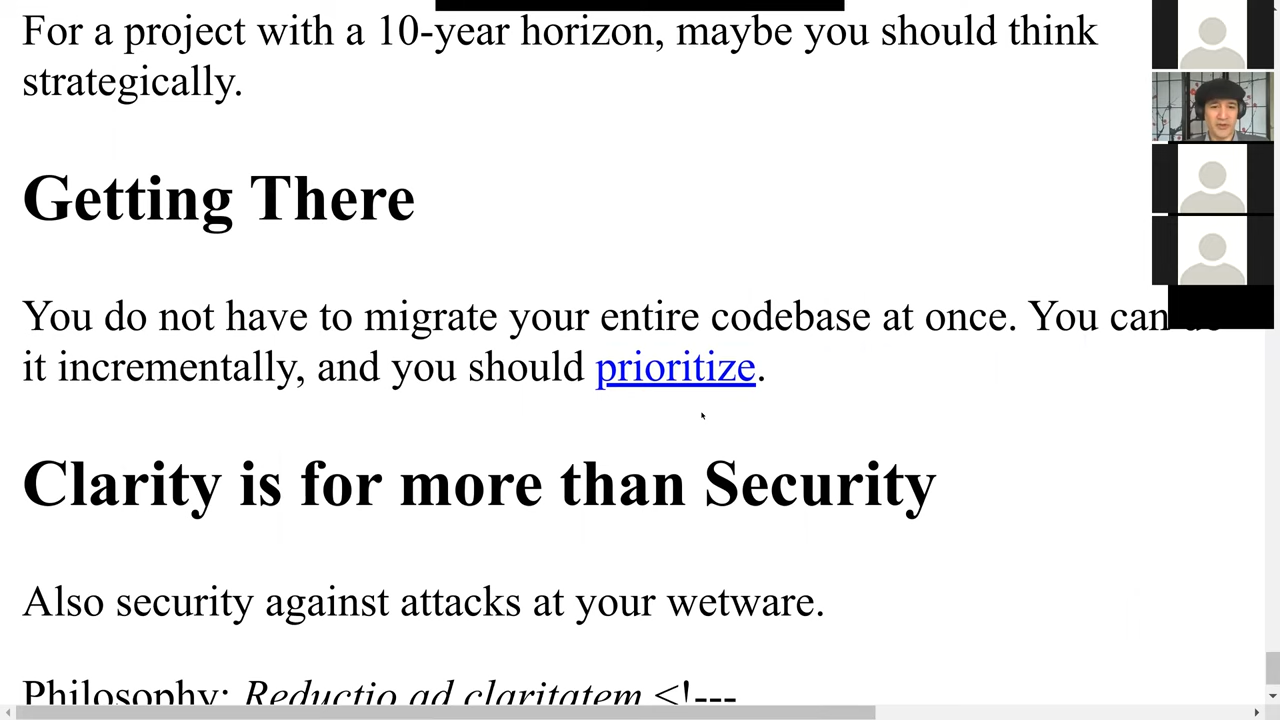 For a project with a 10-year horizon, maybe you should think
strategically.
Getting There
You do not have to migrate your entire codebase at once. You can
it incrementally, and you should prioritize.
Clarity is for more than Security
Also security against attacks at your wetware.
Philosophy: Reductio ad claritatem <!---